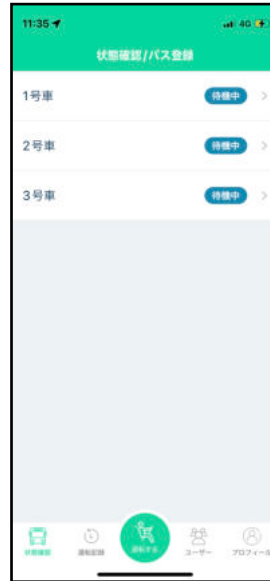 11:35
4G
状態確認/バス登録
1号車
待機中
2号車
待機中
3号車
待機中
状態確認
運転記録
運転する
ユーザー
プロフィール